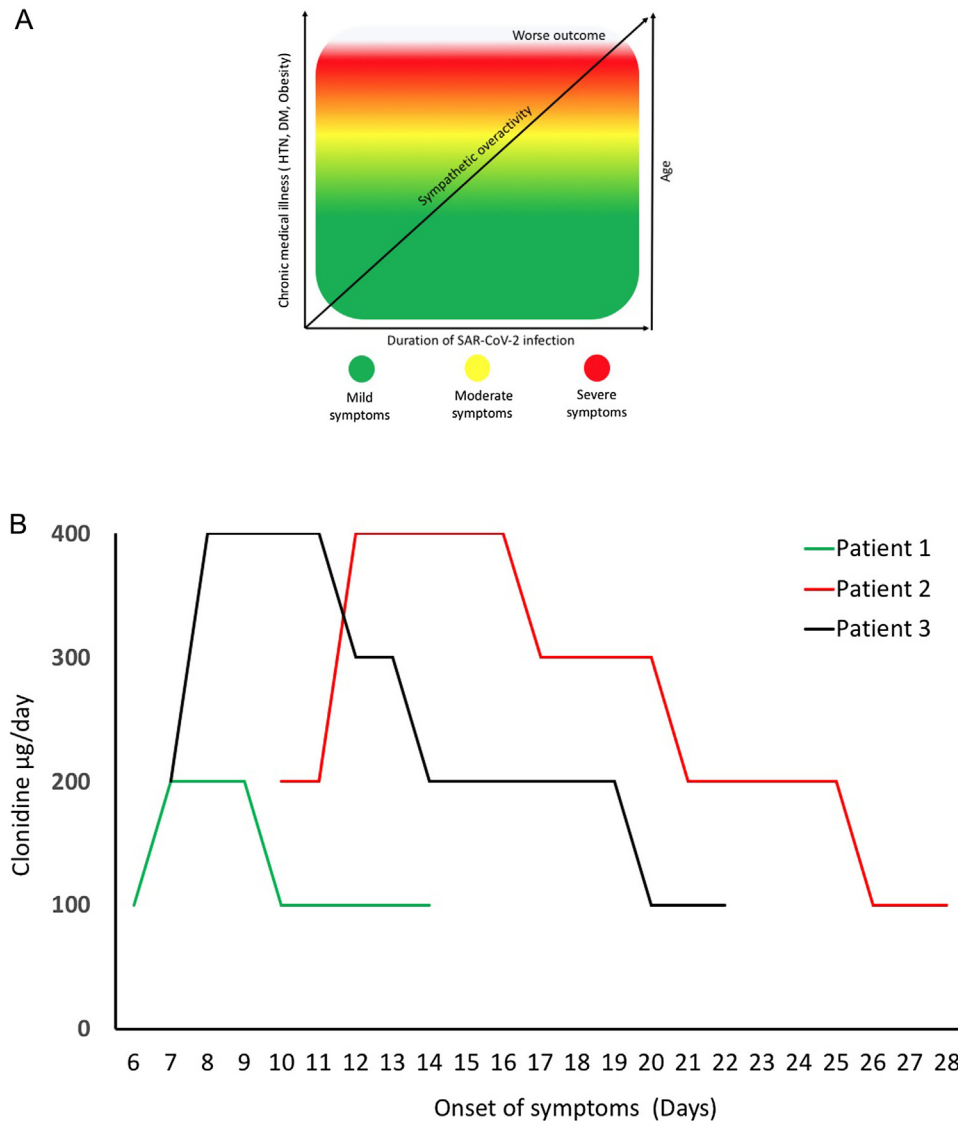 A
Worse outcome
Chronic medical illness ( HTN, DM, Obesity)
Sympathetic overactivity
Age
Duration of SAR-CoV-2 infection
Mild
symptoms
Moderate
symptoms
Severe
symptoms
B
400
300
200
100
0
Clonidine µg/day
Patient 1
Patient 2
Patient 3
6 7 8 9 10 11 12 13 14 15 16 17 18 19 20 21 22 23 24 25 26 27 28
Onset of symptoms (Days)